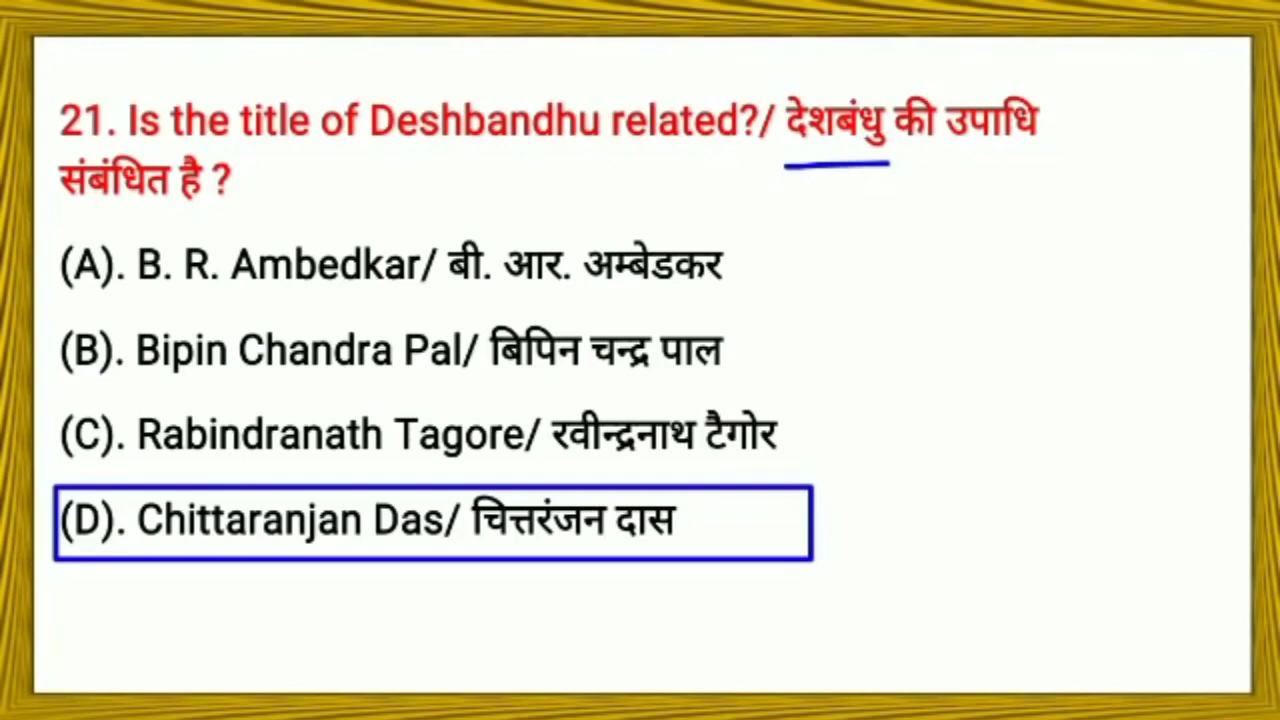 21. Is the title of Deshbandhu related?/ देशबंधु की उपाधि
संबंधित है ?
(A). B. R. Ambedkar/ बी. आर. अम्बेडकर
(B). Bipin Chandra Pal/ बिपिन चन्द्र पाल
(C). Rabindranath Tagore/ रवीन्द्रनाथ टैगोर
(D). Chittaranjan Das/ चित्तरंजन दास